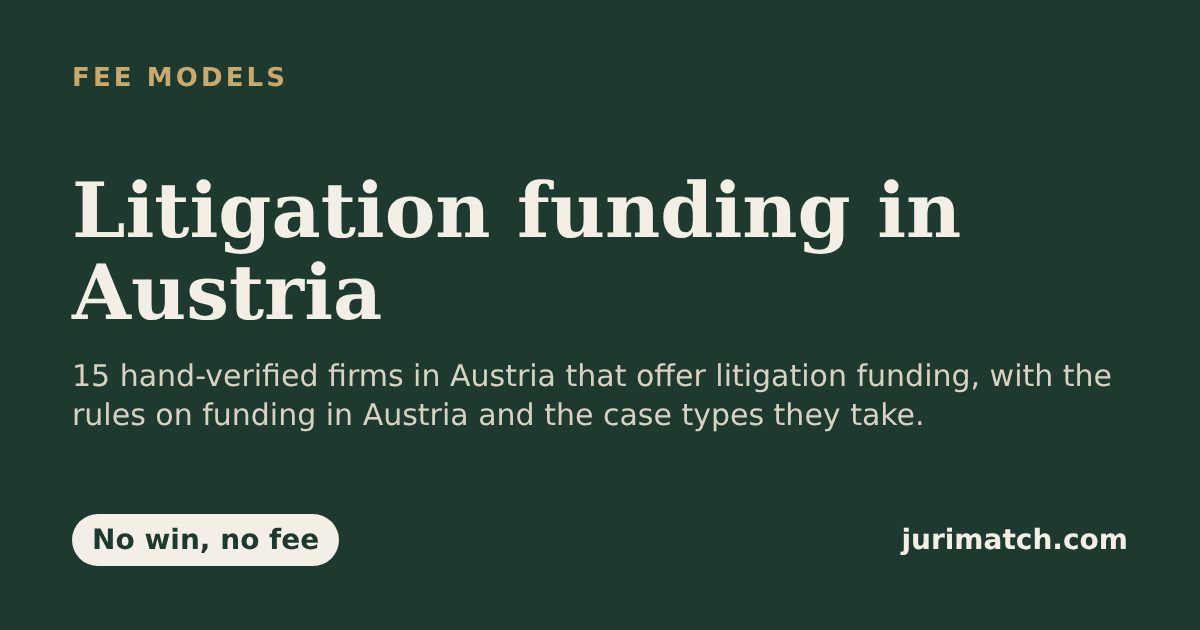 FEE MODELS
Litigation funding in
Austria
15 hand-verified firms in Austria that offer litigation funding, with the
rules on funding in Austria and the case types they take.
No win, no fee
jurimatch.com